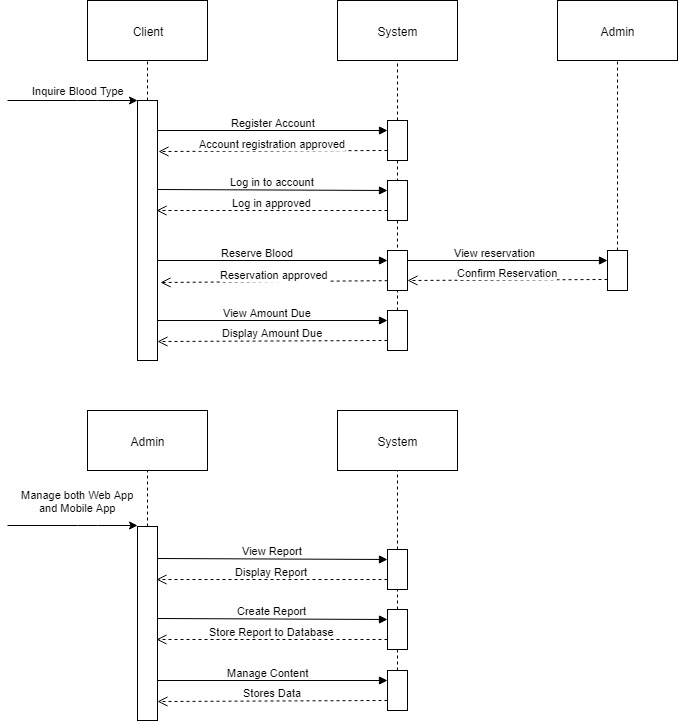 Client
System
Admin
Inquire Blood Type
Register Account
Account registration approved
Log in to account
Log in approved
Reserve Blood
View reservation
Reservation approved
Confirm Reservation
View Amount Due
Display Amount Due
Admin
System
Manage both Web App
and Mobile App
View Report
Display Report
Create Report
Store Report to Database
Manage Content
Stores Data